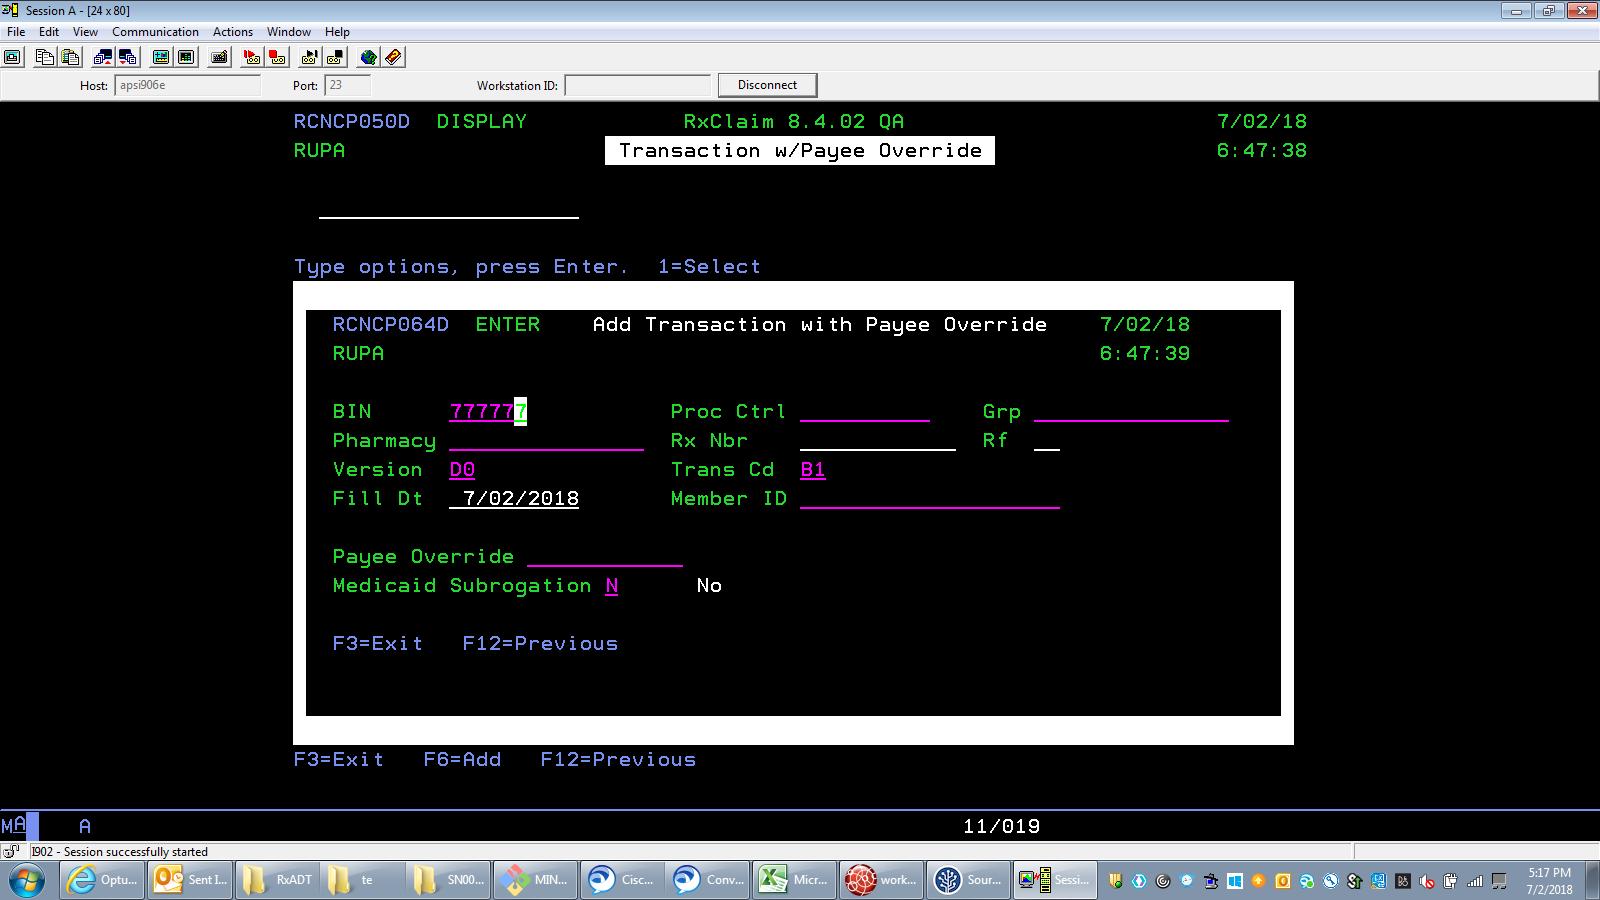 Session A - [24 x 80]
File Edit View Communication Actions Window Help
Host: apsi906e Port: 23 Workstation ID: Disconnect
RCNCP050D DISPLAY RxClaim 8.4.02 QA 7/02/18
RUPA Transaction w/Payee Override 6:47:38
Type options, press Enter. 1=Select
RCNCP064D ENTER Add Transaction with Payee Override 7/02/18
RUPA 6:47:39
BIN 777777 Proc Ctrl Grp
Pharmacy Rx Nbr Rf
Version D0 Trans Cd B1
Fill Dt 7/02/2018 Member ID
Payee Override
Medicaid Subrogation N No
F3=Exit F12=Previous
F3=Exit F6=Add F12=Previous
MA A 11/019
I902 - Session successfully started
Optu... Sent I... RxADT te SN00... MIN... Cisc... Conv... Micr... work... Sour... Sessi... 5:17 PM
7/2/2018